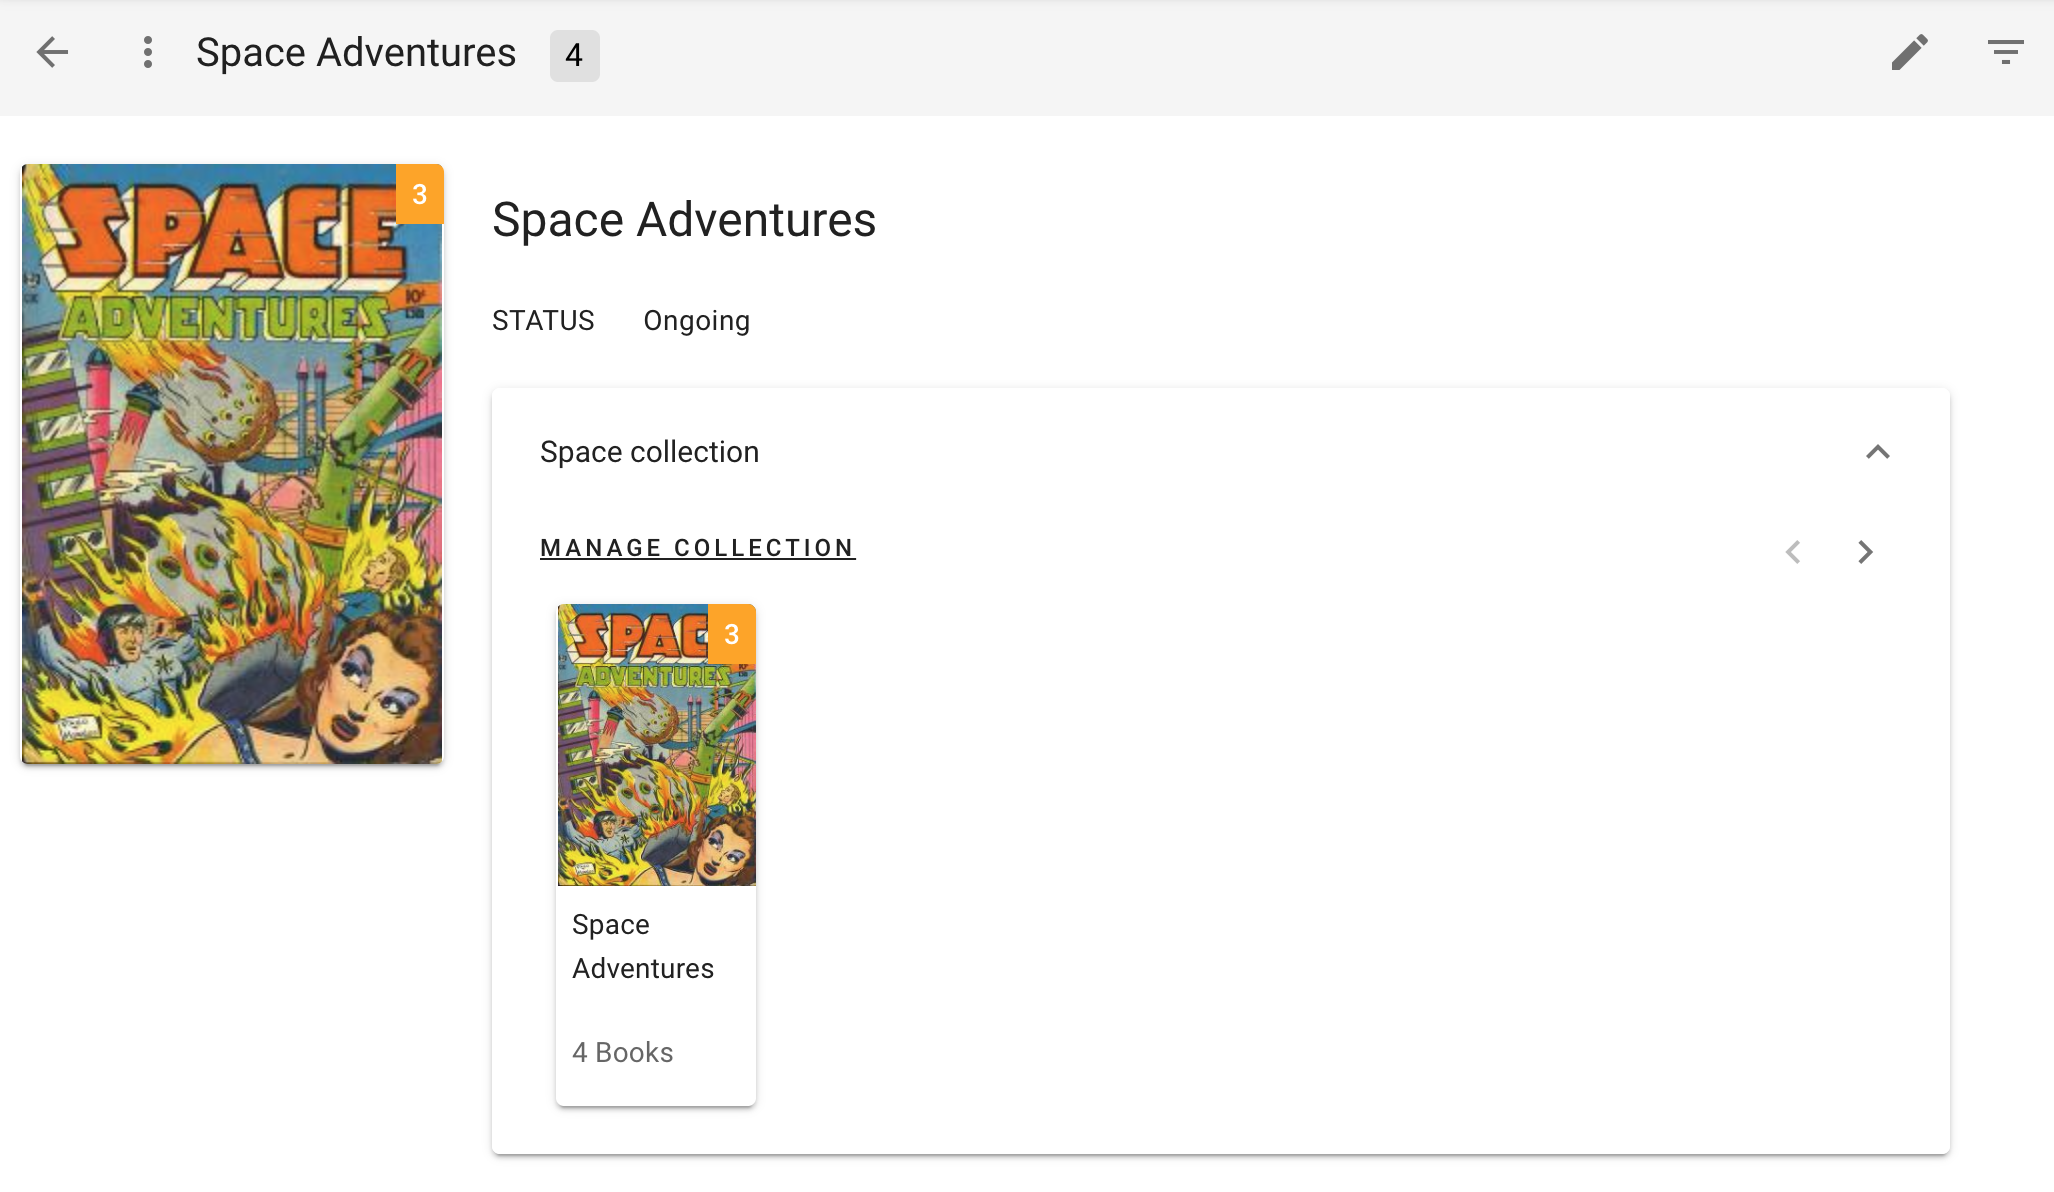 Space Adventures 4
3
SPACE
ADVENTURES
10¢
Space Adventures
STATUS Ongoing
Space collection
MANAGE COLLECTION
3
SPAC
ADVENTURES
Space
Adventures
4 Books